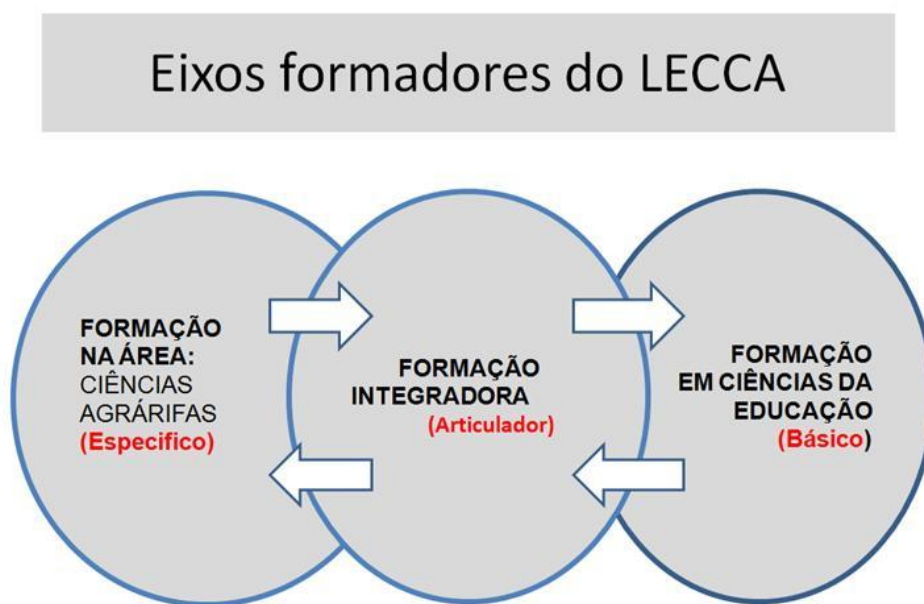 Eixos formadores do LECCA
FORMAÇÃO
NA ÁREA:
CIÊNCIAS
AGRÁRIFAS
(Especifico)
FORMAÇÃO
INTEGRADORA
(Articulador)
FORMAÇÃO
EM CIÊNCIAS DA
EDUCAÇÃO
(Básico)